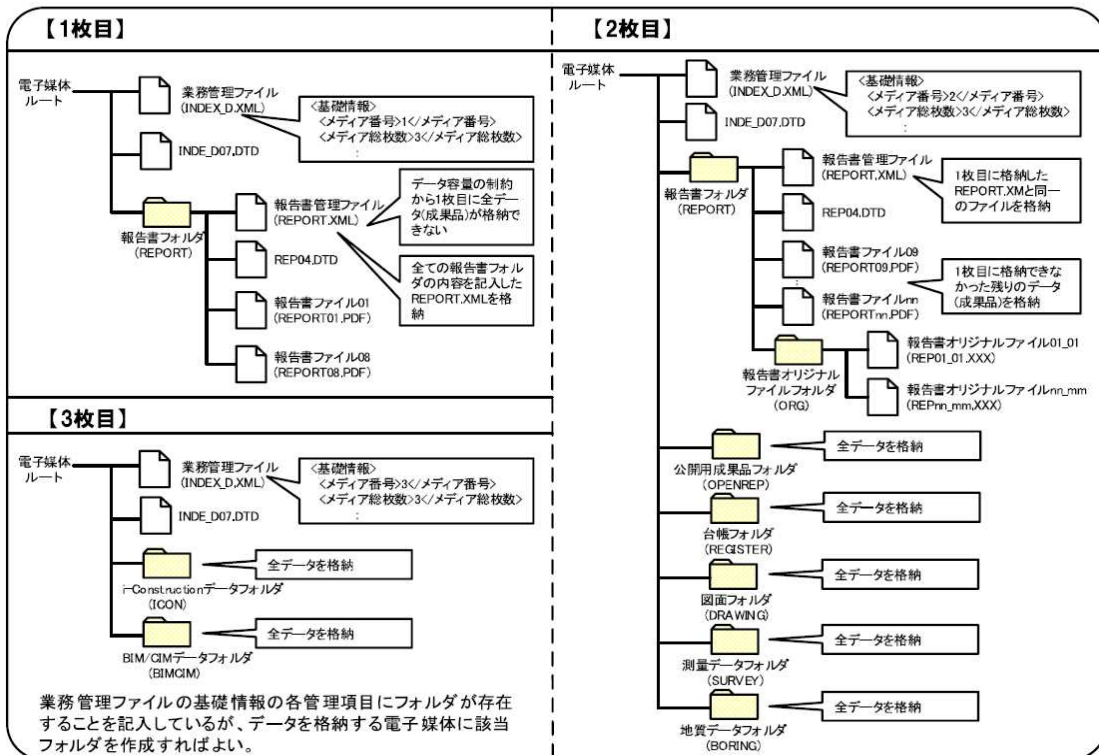 【1枚目】
電子媒体
ルート
業務管理ファイル
(INDEX_D.XML)
<基礎情報>
<メディア番号>1</メディア番号>
<メディア総枚数>3</メディア総枚数>
:
INDE_D07.DTD
報告書フォルダ
(REPORT)
報告書管理ファイル
(REPORT.XML)
データ容量の制約
から1枚目に全デー
タ(成果品)が格納で
きない
REP04.DTD
全ての報告書フォル
ダの内容を記入した
REPORT.XMLを格
納
報告書ファイル01
(REPORT01.PDF)
報告書ファイル08
(REPORT08.PDF)
【2枚目】
電子媒体
ルート
業務管理ファイル
(INDEX_D.XML)
<基礎情報>
<メディア番号>2</メディア番号>
<メディア総枚数>3</メディア総枚数>
:
INDE_D07.DTD
報告書フォルダ
(REPORT)
報告書管理ファイル
(REPORT.XML)
1枚目に格納した
REPORT.XMと同一
のファイルを格納
REP04.DTD
報告書ファイル09
(REPORT09.PDF)
:
報告書ファイルnn
(REPORTnn.PDF)
1枚目に格納できな
かった残りのデータ
(成果品)を格納
報告書オリジナル
ファイルフォルダ
(ORG)
報告書オリジナルファイル01_01
(REP01_01.XXX)
報告書オリジナルファイルnn_mm
(REPnn_mm.XXX)
公開用成果品フォルダ
(OPENREP)
全データを格納
台帳フォルダ
(REGISTER)
全データを格納
図面フォルダ
(DRAWING)
全データを格納
測量データフォルダ
(SURVEY)
全データを格納
地質データフォルダ
(BORING)
全データを格納
【3枚目】
電子媒体
ルート
業務管理ファイル
(INDEX_D.XML)
<基礎情報>
<メディア番号>3</メディア番号>
<メディア総枚数>3</メディア総枚数>
:
INDE_D07.DTD
i-Constructionデータフォルダ
(ICON)
全データを格納
BIM/CIMデータフォルダ
(BIMCIM)
全データを格納
業務管理ファイルの基礎情報の各管理項目にフォルダが存在
することを記入しているが、データを格納する電子媒体に該当
フォルダを作成すればよい。